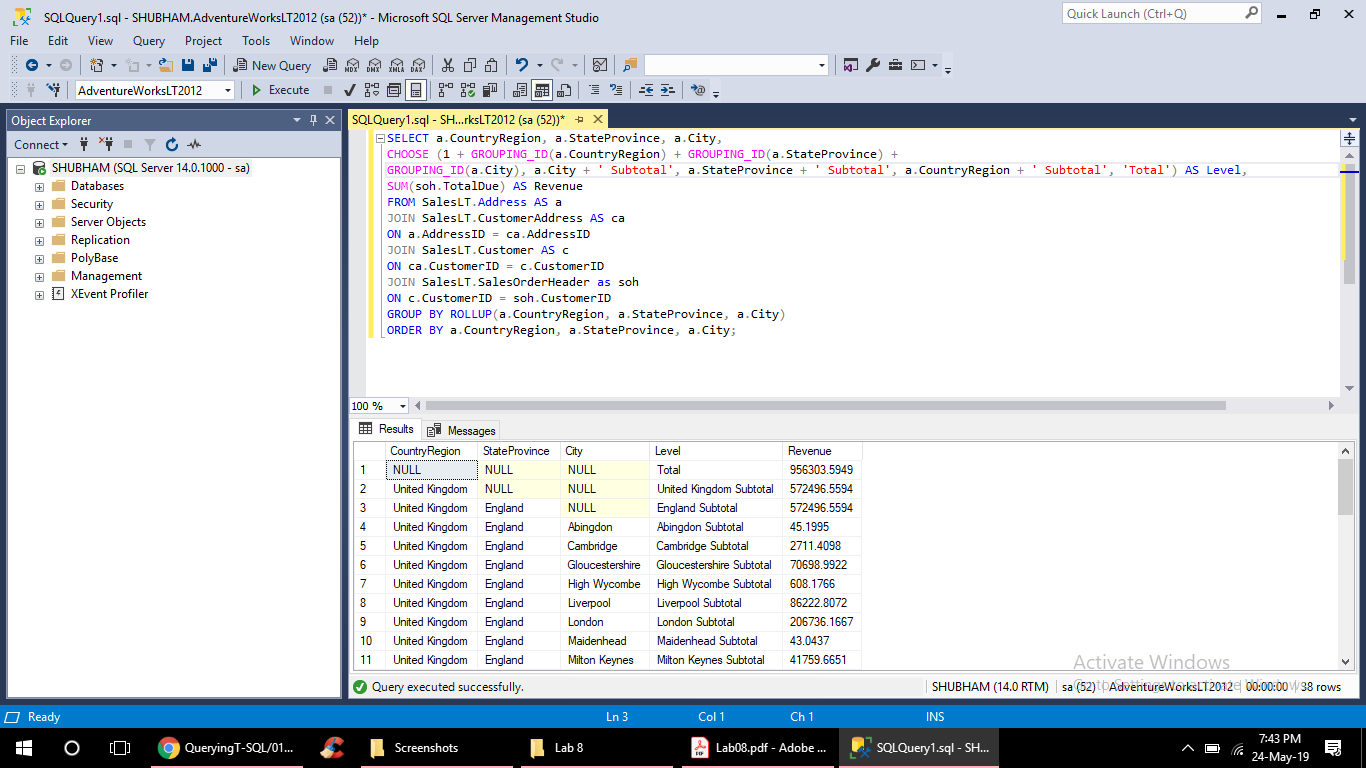 SQLQuery1.sql - SHUBHAM.AdventureWorksLT2012 (sa (52))* - Microsoft SQL Server Management Studio
Quick Launch (Ctrl+Q)
File Edit View Query Project Tools Window Help
New Query MDX DMX XMLA DAX
AdventureWorksLT2012 Execute
Object Explorer
Connect
SHUBHAM (SQL Server 14.0.1000 - sa)
Databases
Security
Server Objects
Replication
PolyBase
Management
XEvent Profiler
SQLQuery1.sql - SH...rksLT2012 (sa (52))*
SELECT a.CountryRegion, a.StateProvince, a.City,
CHOOSE (1 + GROUPING_ID(a.CountryRegion) + GROUPING_ID(a.StateProvince) +
GROUPING_ID(a.City), a.City + ' Subtotal', a.StateProvince + ' Subtotal', a.CountryRegion + ' Subtotal', 'Total') AS Level,
SUM(soh.TotalDue) AS Revenue
FROM SalesLT.Address AS a
JOIN SalesLT.CustomerAddress AS ca
ON a.AddressID = ca.AddressID
JOIN SalesLT.Customer AS c
ON ca.CustomerID = c.CustomerID
JOIN SalesLT.SalesOrderHeader as soh
ON c.CustomerID = soh.CustomerID
GROUP BY ROLLUP(a.CountryRegion, a.StateProvince, a.City)
ORDER BY a.CountryRegion, a.StateProvince, a.City;
100 %
Results Messages
CountryRegion StateProvince City Level Revenue
1 NULL NULL NULL Total 956303.5949
2 United Kingdom NULL NULL United Kingdom Subtotal 572496.5594
3 United Kingdom England NULL England Subtotal 572496.5594
4 United Kingdom England Abingdon Abingdon Subtotal 45.1995
5 United Kingdom England Cambridge Cambridge Subtotal 2711.4098
6 United Kingdom England Gloucestershire Gloucestershire Subtotal 70698.9922
7 United Kingdom England High Wycombe High Wycombe Subtotal 608.1766
8 United Kingdom England Liverpool Liverpool Subtotal 86222.8072
9 United Kingdom England London London Subtotal 206736.1667
10 United Kingdom England Maidenhead Maidenhead Subtotal 43.0437
11 United Kingdom England Milton Keynes Milton Keynes Subtotal 41759.6651
Activate Windows
Go to Settings to activate Windows.
Query executed successfully. SHUBHAM (14.0 RTM) sa (52) AdventureWorksLT2012 00:00:00 38 rows
Ready Ln 3 Col 1 Ch 1 INS
QueryingT-SQL/01... Screenshots Lab 8 Lab08.pdf - Adobe ... SQLQuery1.sql - SH...
7:43 PM
24-May-19